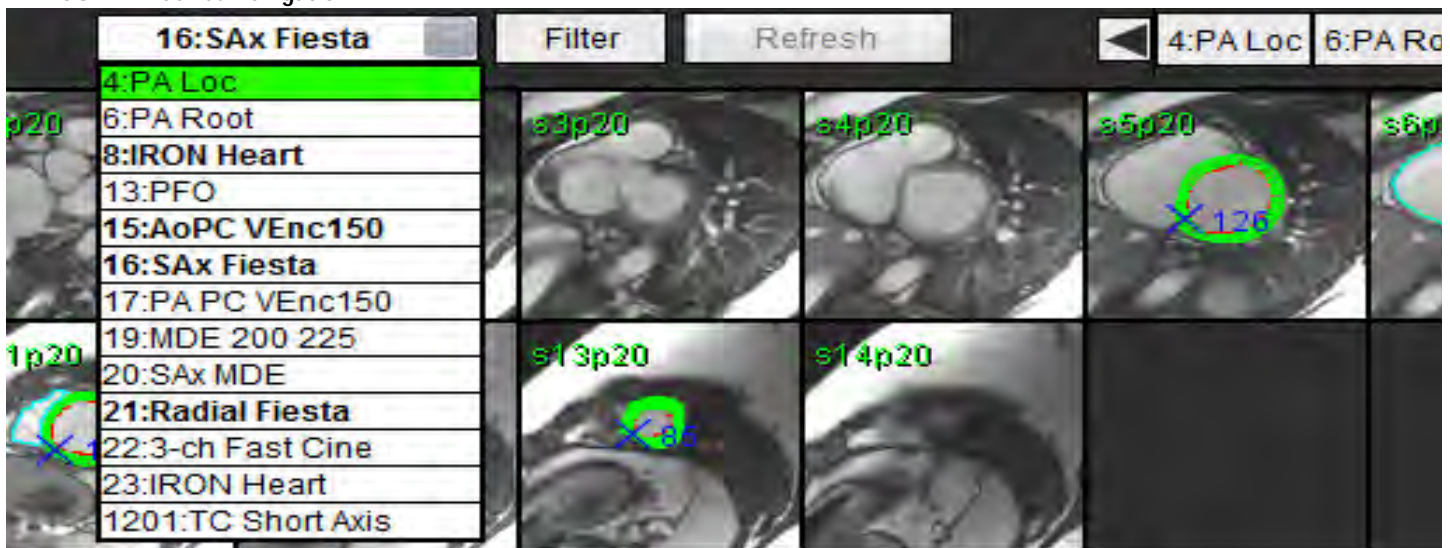 16:SAx Fiesta
Filter
Refresh
4:PA Loc
6:PA Ro
4:PA Loc
6:PA Root
8:IRON Heart
13:PFO
15:AoPC VEnc150
16:SAx Fiesta
17:PA PC VEnc150
19:MDE 200 225
20:SAx MDE
21:Radial Fiesta
22:3-ch Fast Cine
23:IRON Heart
1201:TC Short Axis
p20
s3p20
s4p20
s5p20
s6p
126
1p20
s13p20
s14p20
85